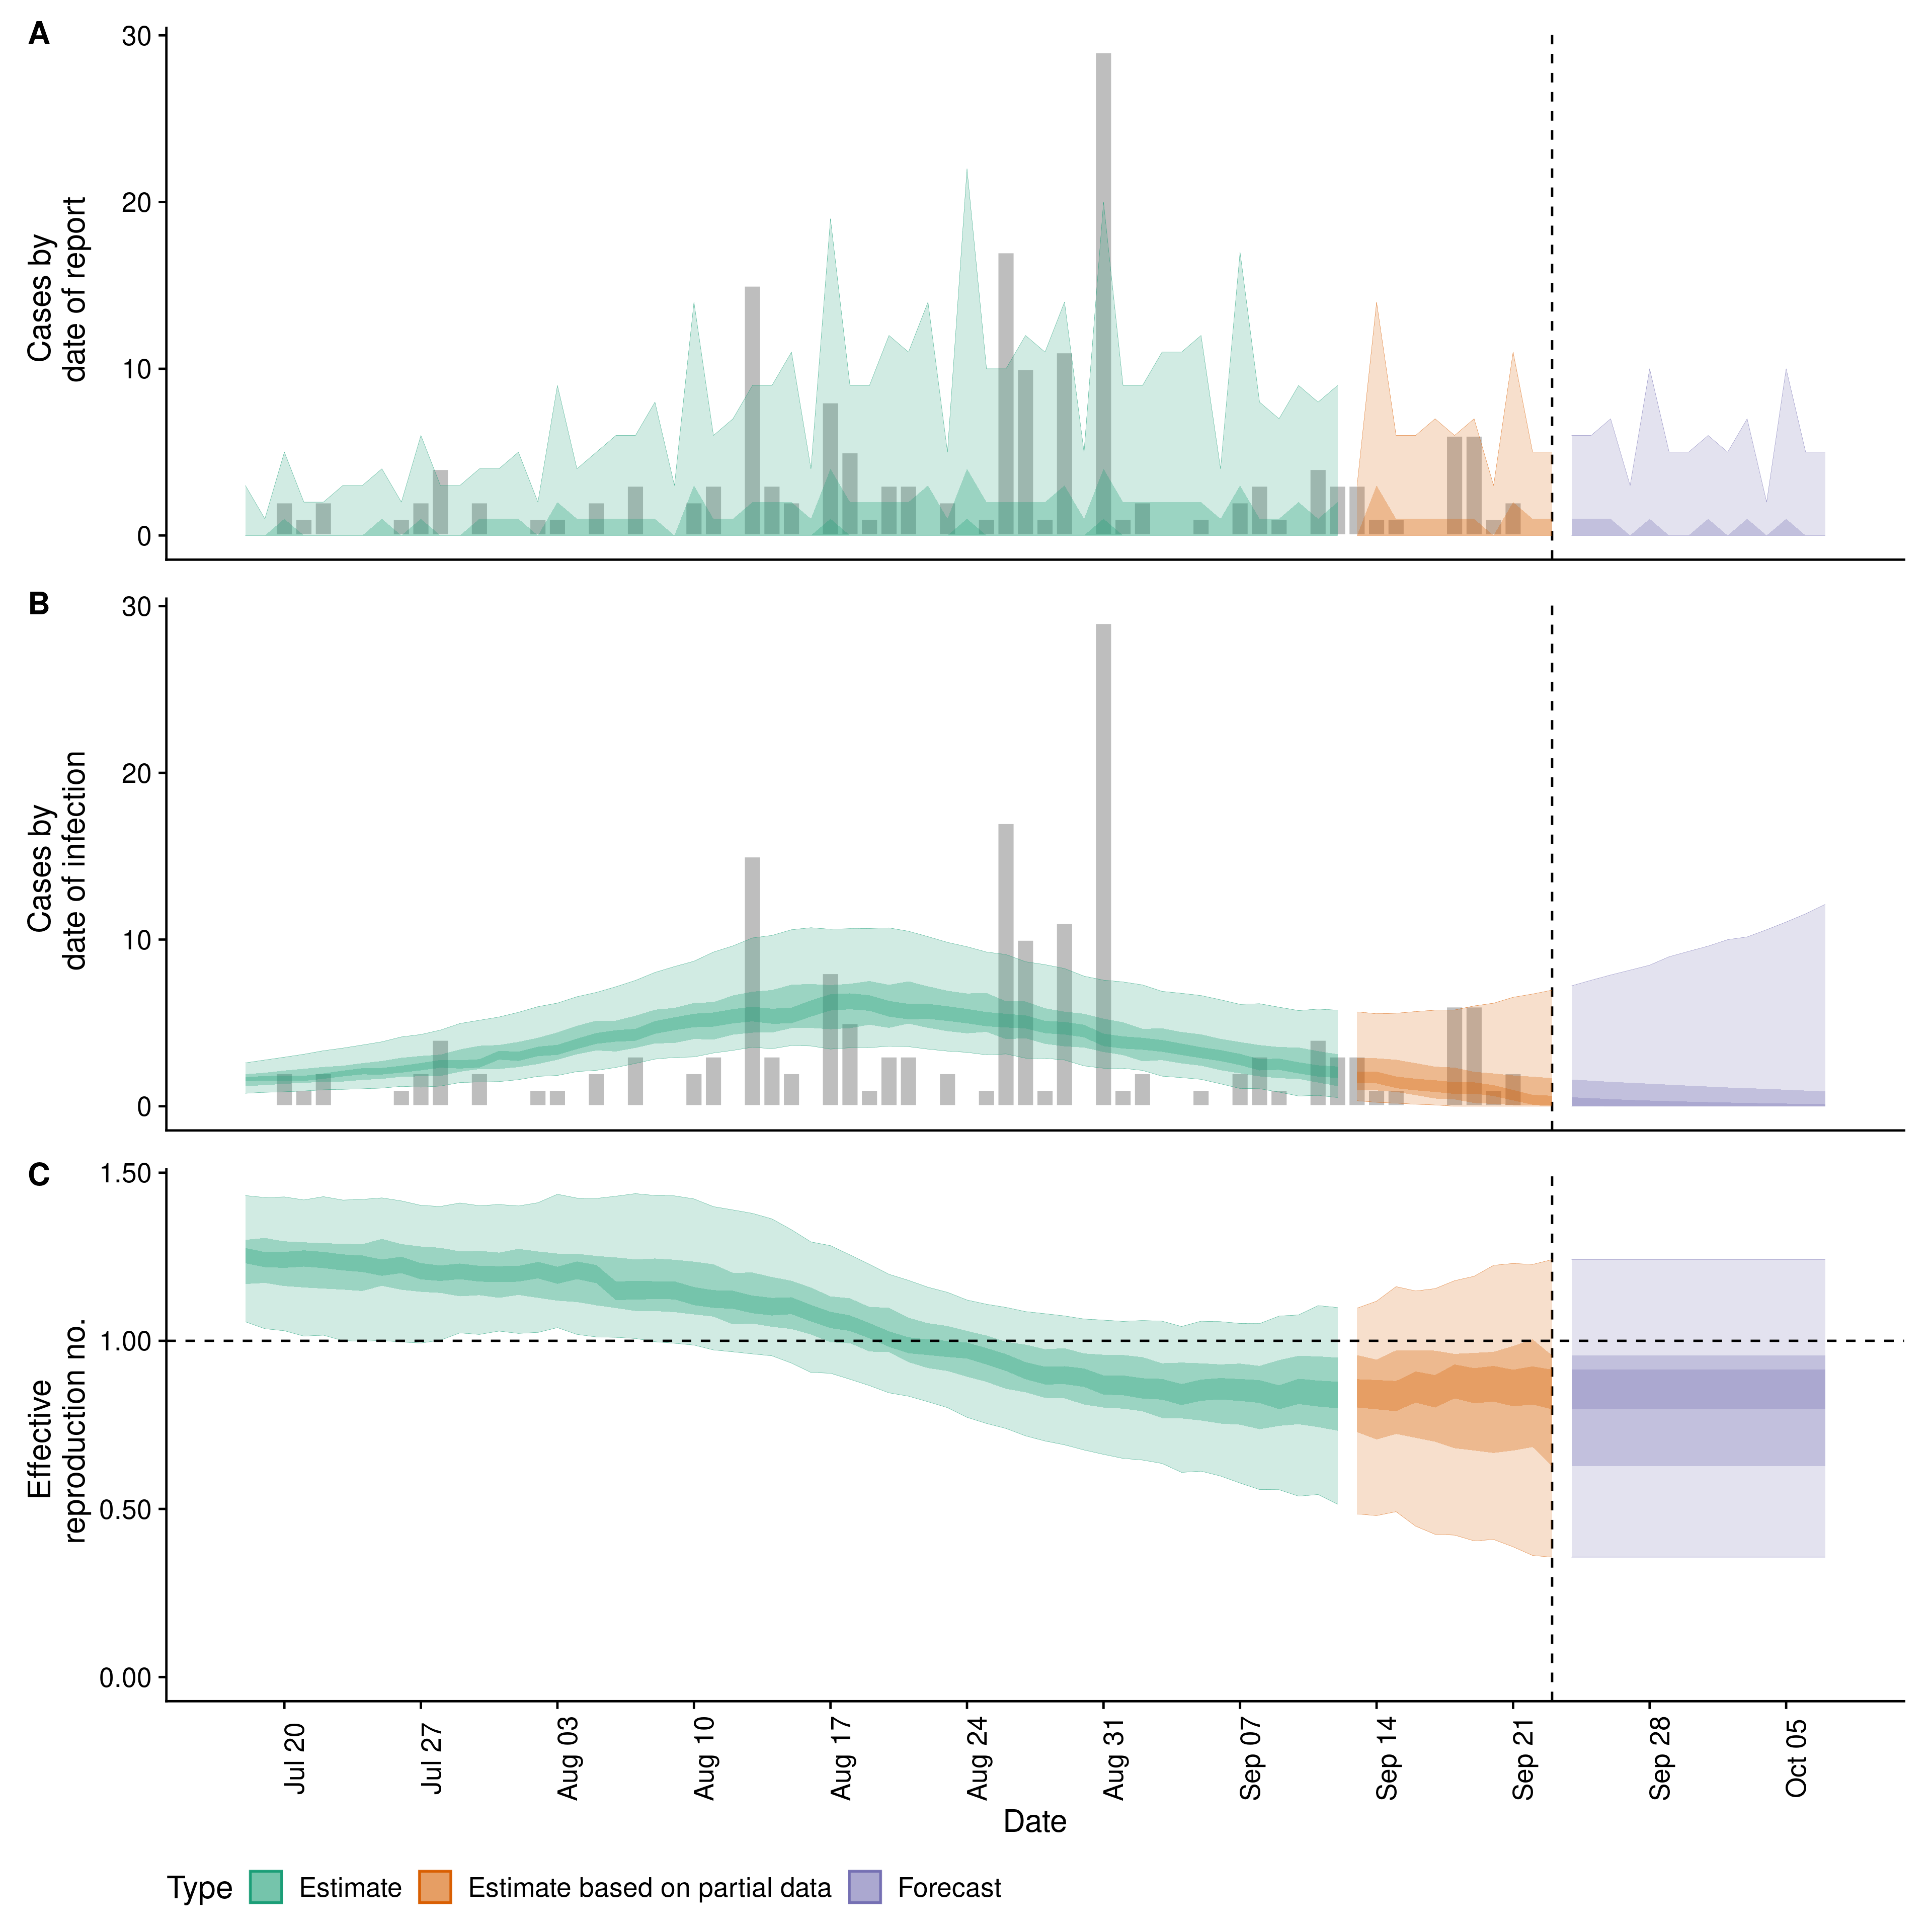 A
30
20
10
0
Cases by
date of report
B
30
20
10
0
Cases by
date of infection
C
1.50
1.00
0.50
0.00
Effective
reproduction no.
Jul 20
Jul 27
Aug 03
Aug 10
Aug 17
Aug 24
Aug 31
Sep 07
Sep 14
Sep 21
Sep 28
Oct 05
Date
Type Estimate Estimate based on partial data Forecast